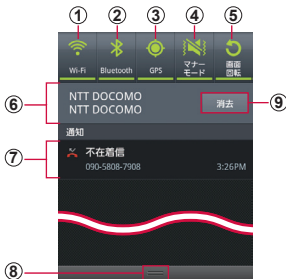 ① ② ③ ④ ⑤
Wi-Fi Bluetooth GPS マナーモード 画面回転
⑥
NTT DOCOMO
NTT DOCOMO
消去 ⑨
通知
⑦
不在着信
090-5808-7908 3:26PM
⑧